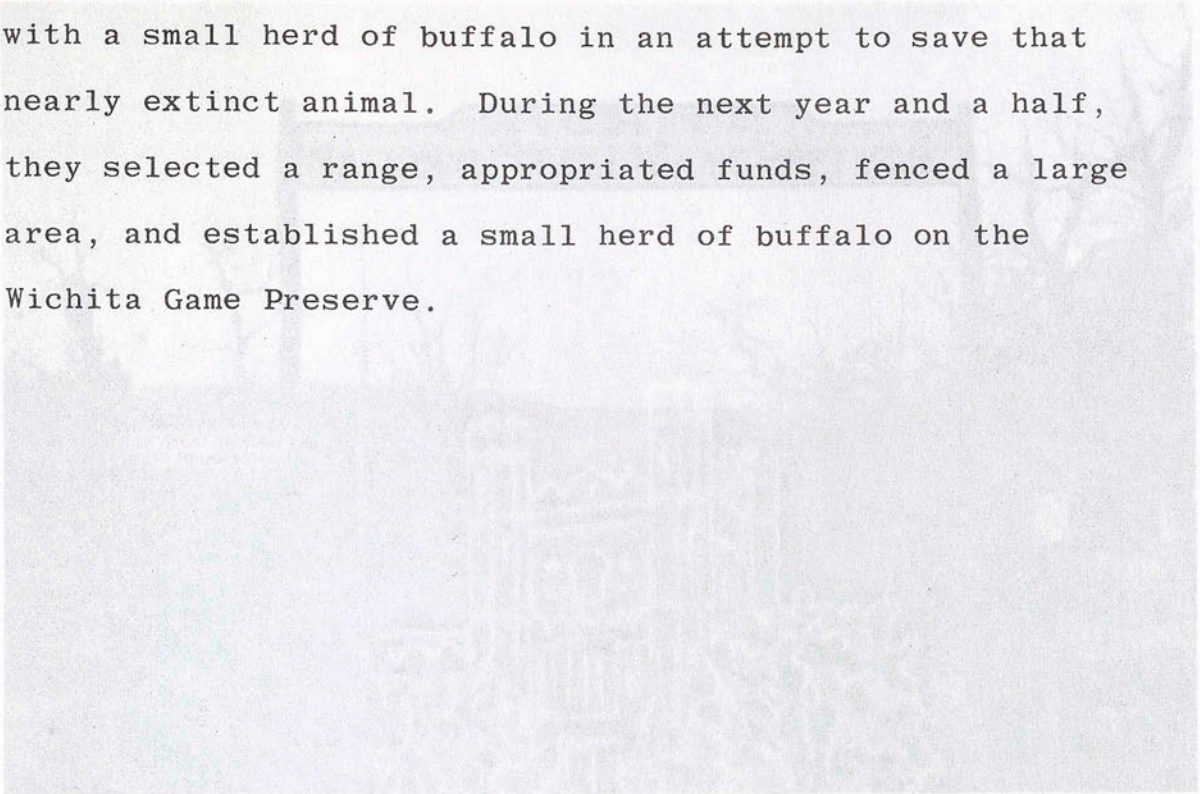 with a small herd of buffalo in an attempt to save that
nearly extinct animal.  During the next year and a half,
they selected a range, appropriated funds, fenced a large
area, and established a small herd of buffalo on the
Wichita Game Preserve.